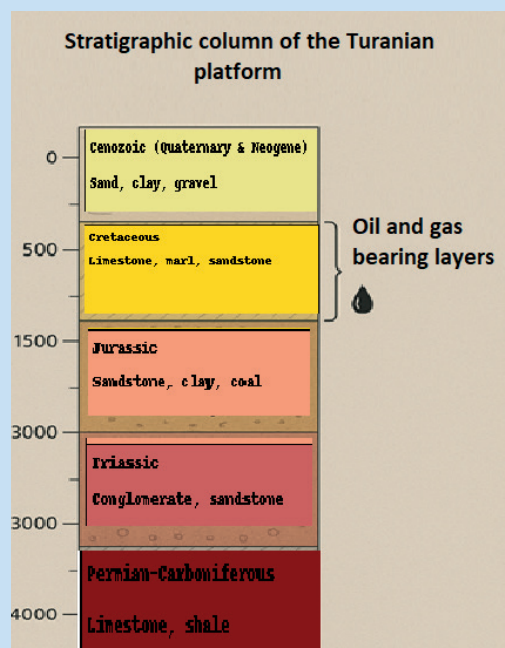 Stratigraphic column of the Turanian
platform
0
Cenozoic (Quaternary & Neogene)
Sand, clay, gravel
500
Cretaceous
Limestone, marl, sandstone
Oil and gas
bearing layers
1500
Jurassic
Sandstone, clay, coal
3000
Triassic
Conglomerate, sandstone
3000
Permian-Carboniferous
4000
Limestone, shale